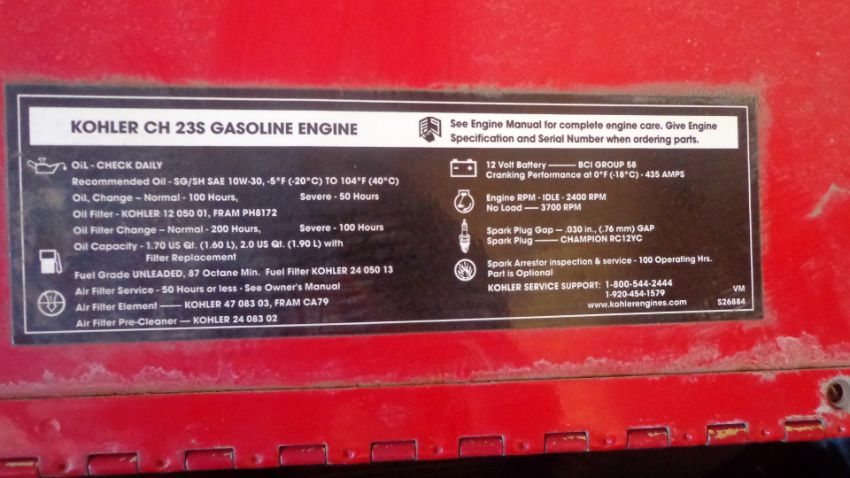 KOHLER CH 23S GASOLINE ENGINE
See Engine Manual for complete engine care. Give Engine
Specification and Serial Number when ordering parts.
OiL - CHECK DAILY
Recommended Oil - SG/SH SAE 10W-30, -5°F (-20°C) TO 104°F (40°C)
Oil, Change - Normal - 100 Hours, Severe - 50 Hours
Oil Filter - KOHLER 12 050 01, FRAM PH8172
Oil Filter Change - Normal - 200 Hours, Severe - 100 Hours
Oil Capacity - 1.70 US Qt. (1.60 L), 2.0 US Qt. (1.90 L) with
Filter Replacement
Fuel Grade UNLEADED, 87 Octane Min. Fuel Filter KOHLER 24 050 13
Air Filter Service - 50 Hours or less - See Owner's Manual
Air Filter Element — KOHLER 47 083 03, FRAM CA79
Air Filter Pre-Cleaner — KOHLER 24 083 02
12 Volt Battery — BCI GROUP 58
Cranking Performance at 0°F (-18°C) - 435 AMPS
Engine RPM - IDLE - 2400 RPM
No Load — 3700 RPM
Spark Plug Gap - .030 in., (.76 mm) GAP
Spark Plug — CHAMPION RC12YC
Spark Arrestor inspection & service - 100 Operating Hrs.
Part is Optional
KOHLER SERVICE SUPPORT: 1-800-544-2444
1-920-454-1579
www.kohlerengines.com
VM
S26884